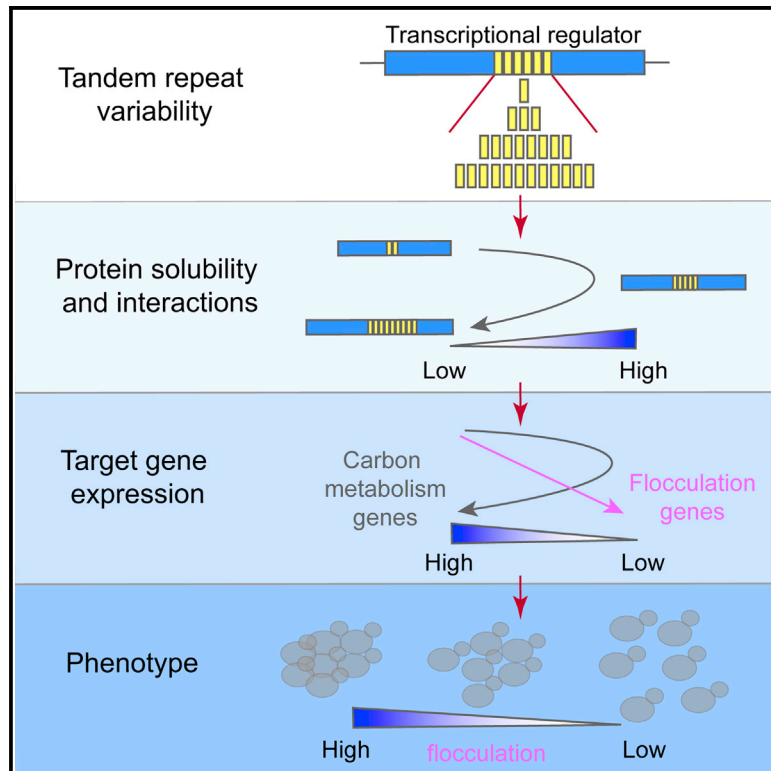 Transcriptional regulator
Tandem repeat
variability
Protein solubility
and interactions
Low
High
Target gene
expression
Carbon
metabolism
genes
Flocculation
genes
High
Low
Phenotype
High
flocculation
Low